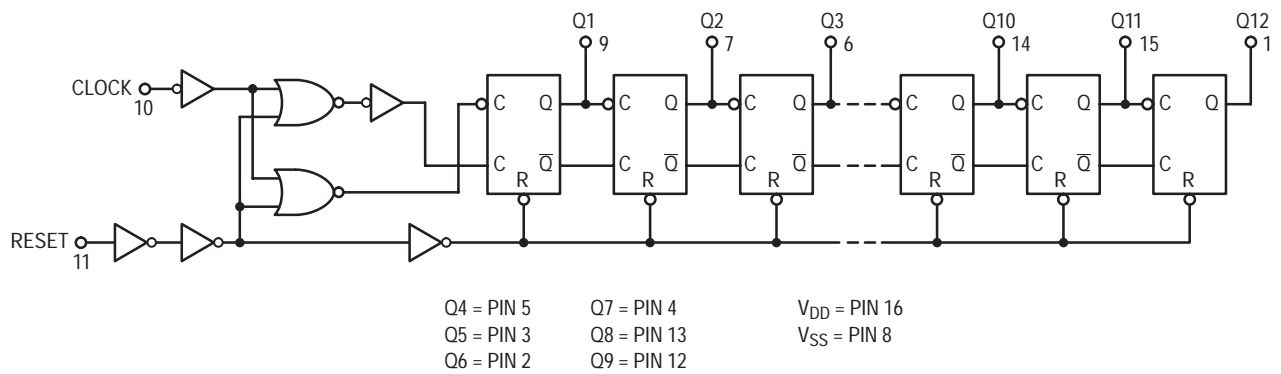 Q1 Q2 Q3 Q10 Q11 Q12
9 7 6 14 15 1
CLOCK
10
C Q C Q C Q C Q C Q C Q
C Q̅ C Q̅ C Q̅ C Q̅ C Q̅ C
R R R R R R
RESET
11
Q4 = PIN 5 Q7 = PIN 4 VDD = PIN 16
Q5 = PIN 3 Q8 = PIN 13 VSS = PIN 8
Q6 = PIN 2 Q9 = PIN 12